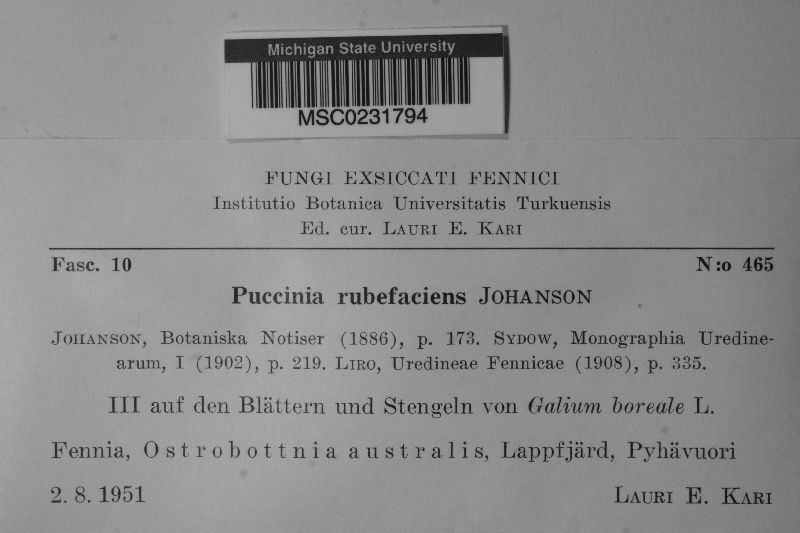 Michigan State University
MSC0231794
FUNGI EXSICCATI FENNICI
Institutio Botanica Universitatis Turkuensis
Ed. cur. LAURI E. KARI
Fasc. 10 N:o 465
Puccinia rubefaciens JOHANSON
JOHANSON, Botaniska Notiser (1886), p. 173. SYDOW, Monographia Uredine-
arum, I (1902), p. 219. LIRO, Uredineae Fennicae (1908), p. 335.
III auf den Blättern und Stengeln von Galium boreale L.
Fennia, Ostrobottnia australis, Lappfjärd, Pyhävuori
2. 8. 1951 LAURI E. KARI